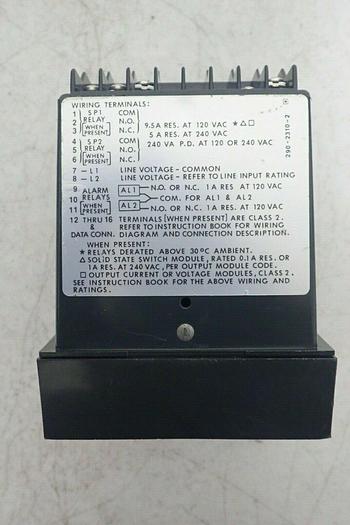 WIRING TERMINALS:
1 SP1 COM
2 RELAY N.O. 9.5A RES. AT 120 VAC ★△□
3 [WHEN PRESENT] N.C. 5A RES. AT 240 VAC
4 SP2 COM 240 VA P.D. AT 120 OR 240 VAC
5 RELAY N.O.
6 [WHEN PRESENT] N.C.
7 – L1 LINE VOLTAGE – COMMON
8 – L2 LINE VOLTAGE – REFER TO LINE INPUT RATING
9 ALARM AL1 N.O. OR N.C. 1A RES AT 120 VAC
10 RELAYS COM. FOR AL1 & AL2
11 [WHEN PRESENT] AL2 N.O. OR N.C. 1A RES. AT 120 VAC
12 THRU 16 TERMINALS [WHEN PRESENT] ARE CLASS 2.
& REFER TO INSTRUCTION BOOK FOR WIRING
DATA CONN. DIAGRAM AND CONNECTION DESCRIPTION.
WHEN PRESENT:
★ RELAYS DERATED ABOVE 30°C AMBIENT.
△ SOLID STATE SWITCH MODULE, RATED 0.1A RES. OR
1A RES. AT 240 VAC, PER OUTPUT MODULE CODE.
□ OUTPUT CURRENT OR VOLTAGE MODULES, CLASS 2.
SEE INSTRUCTION BOOK FOR THE ABOVE WIRING AND
RATINGS.
290-2310-2